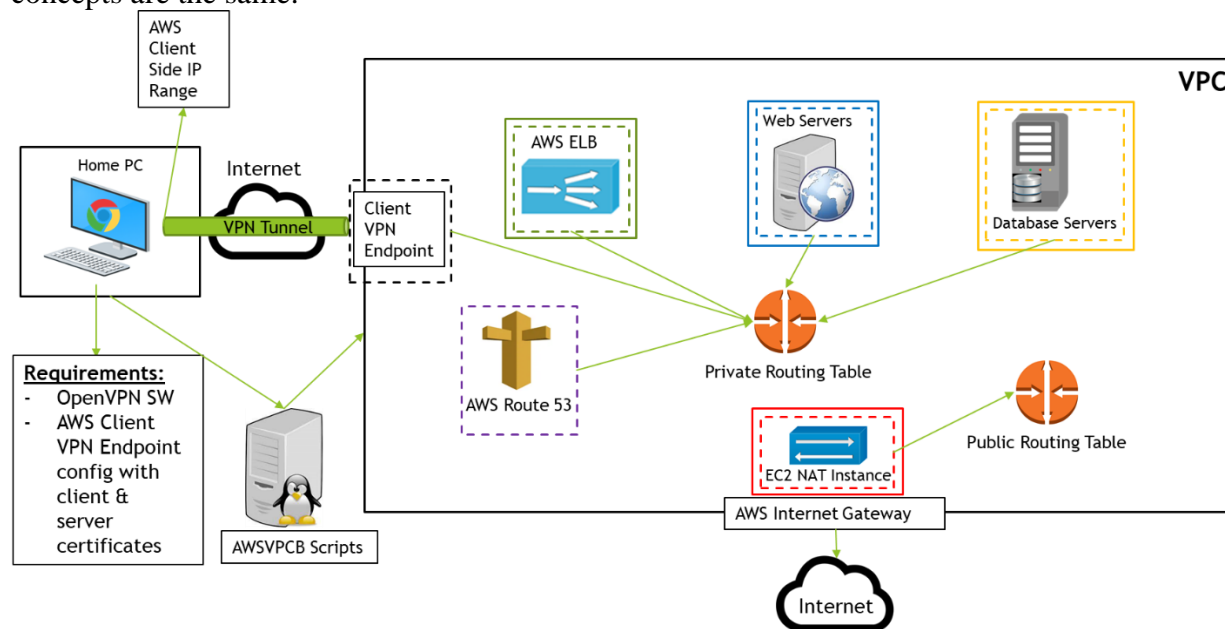 concepts are the same.
AWS
Client
Side IP
Range
VPC
Home PC
Internet
VPN Tunnel
Client
VPN
Endpoint
AWS ELB
Web Servers
Database Servers
AWS Route 53
Private Routing Table
Public Routing Table
EC2 NAT Instance
AWS Internet Gateway
Internet
Requirements:
- OpenVPN SW
- AWS Client
VPN Endpoint
config with
client &
server
certificates
AWSVPCB Scripts